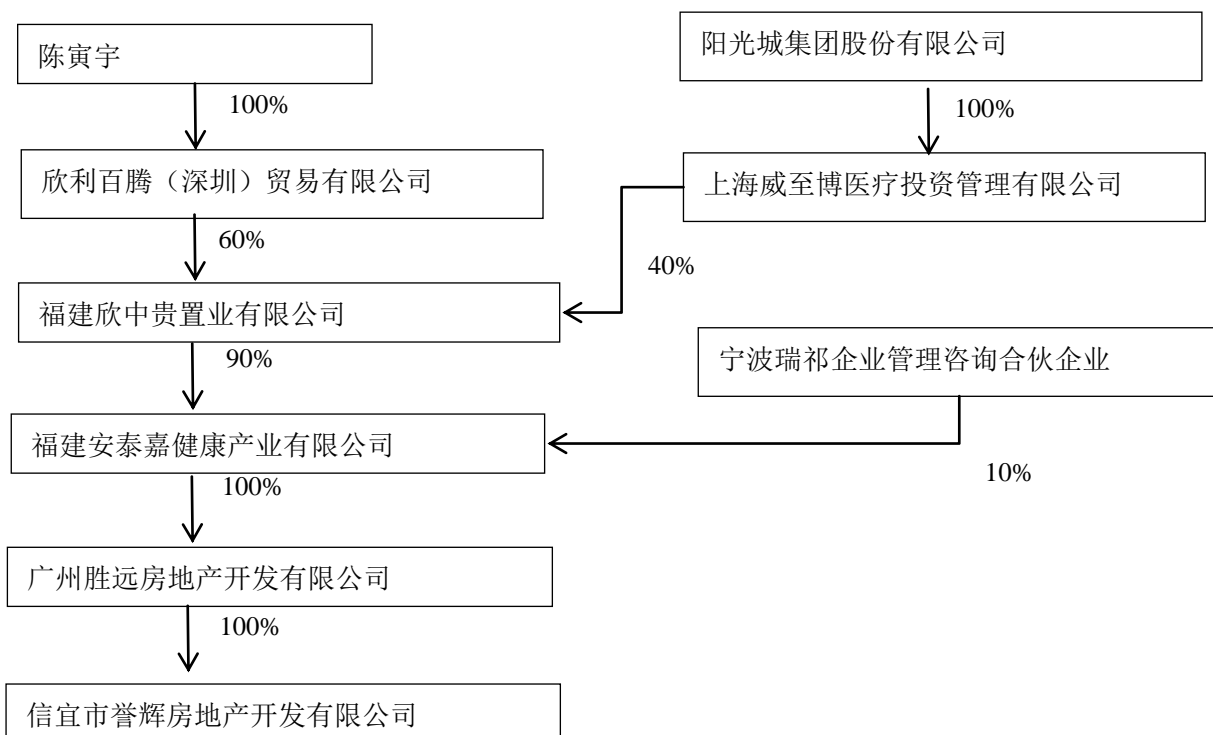 陈寅宇
阳光城集团股份有限公司
100%
100%
欣利百腾（深圳）贸易有限公司
上海威至博医疗投资管理有限公司
60%
40%
福建欣中贵置业有限公司
90%
宁波瑞祁企业管理咨询合伙企业
福建安泰嘉健康产业有限公司
10%
100%
广州胜远房地产开发有限公司
100%
信宜市誉辉房地产开发有限公司